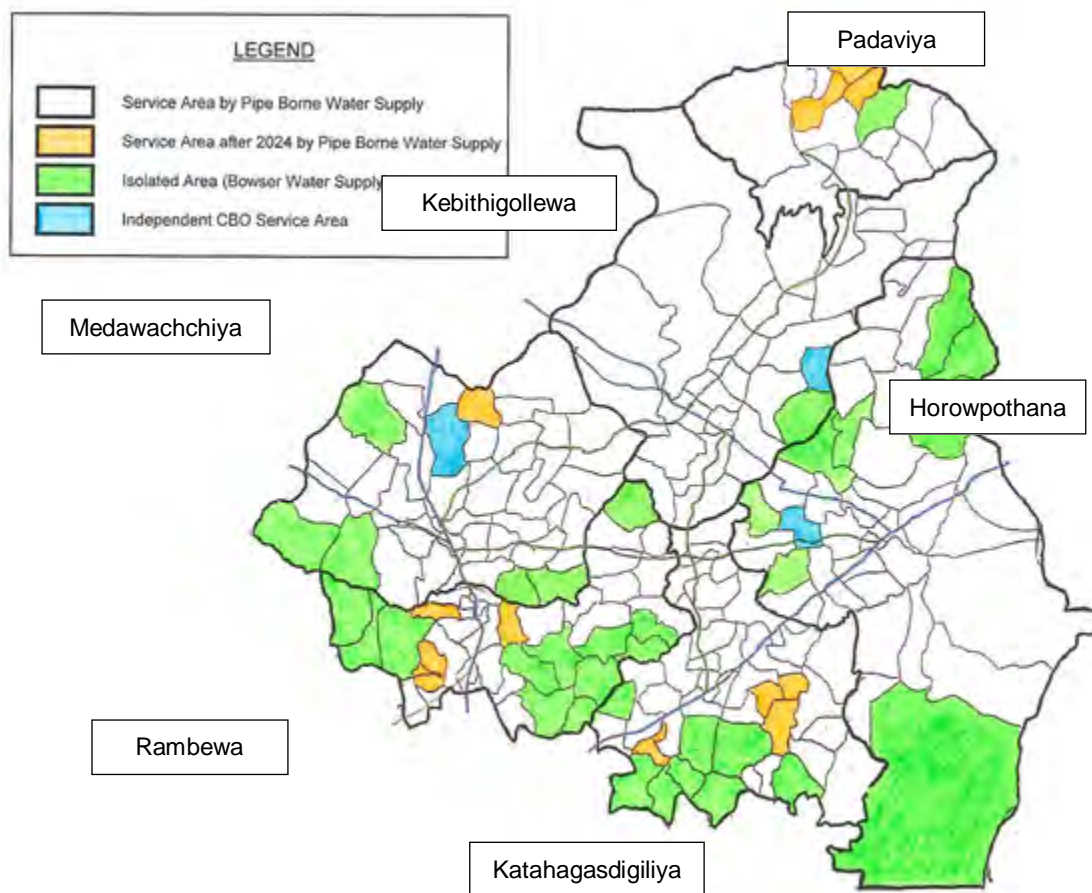 Padaviya
LEGEND
Service Area by Pipe Borne Water Supply
Service Area after 2024 by Pipe Borne Water Supply
Isolated Area (Bowser Water Supply
Independent CBO Service Area
Kebithigollewa
Medawachchiya
Horowpothana
Rambewa
Katahagasdigiliya